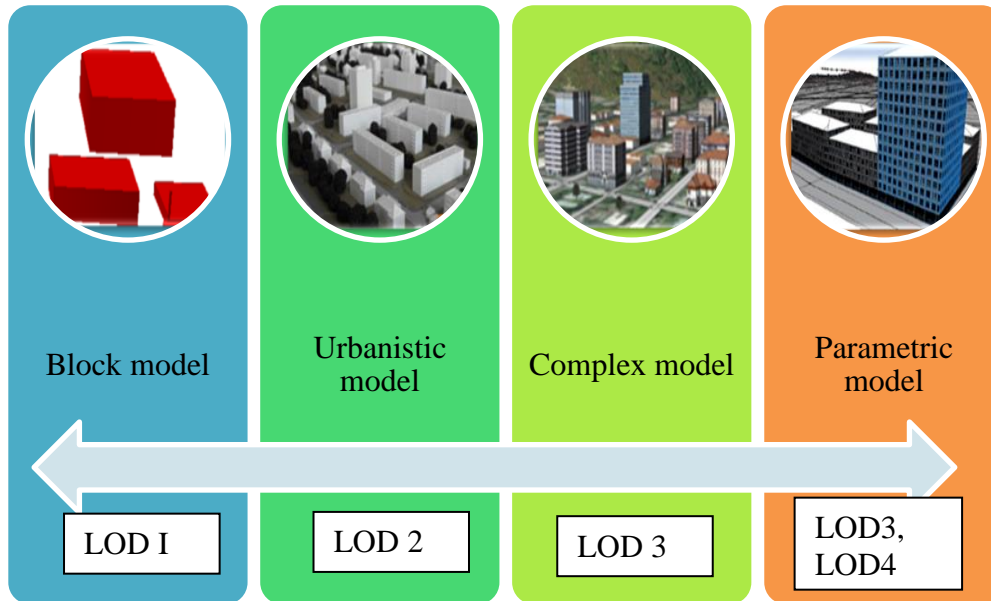 Block model
Urbanistic
model
Complex model
Parametric
model
LOD I
LOD 2
LOD 3
LOD3,
LOD4